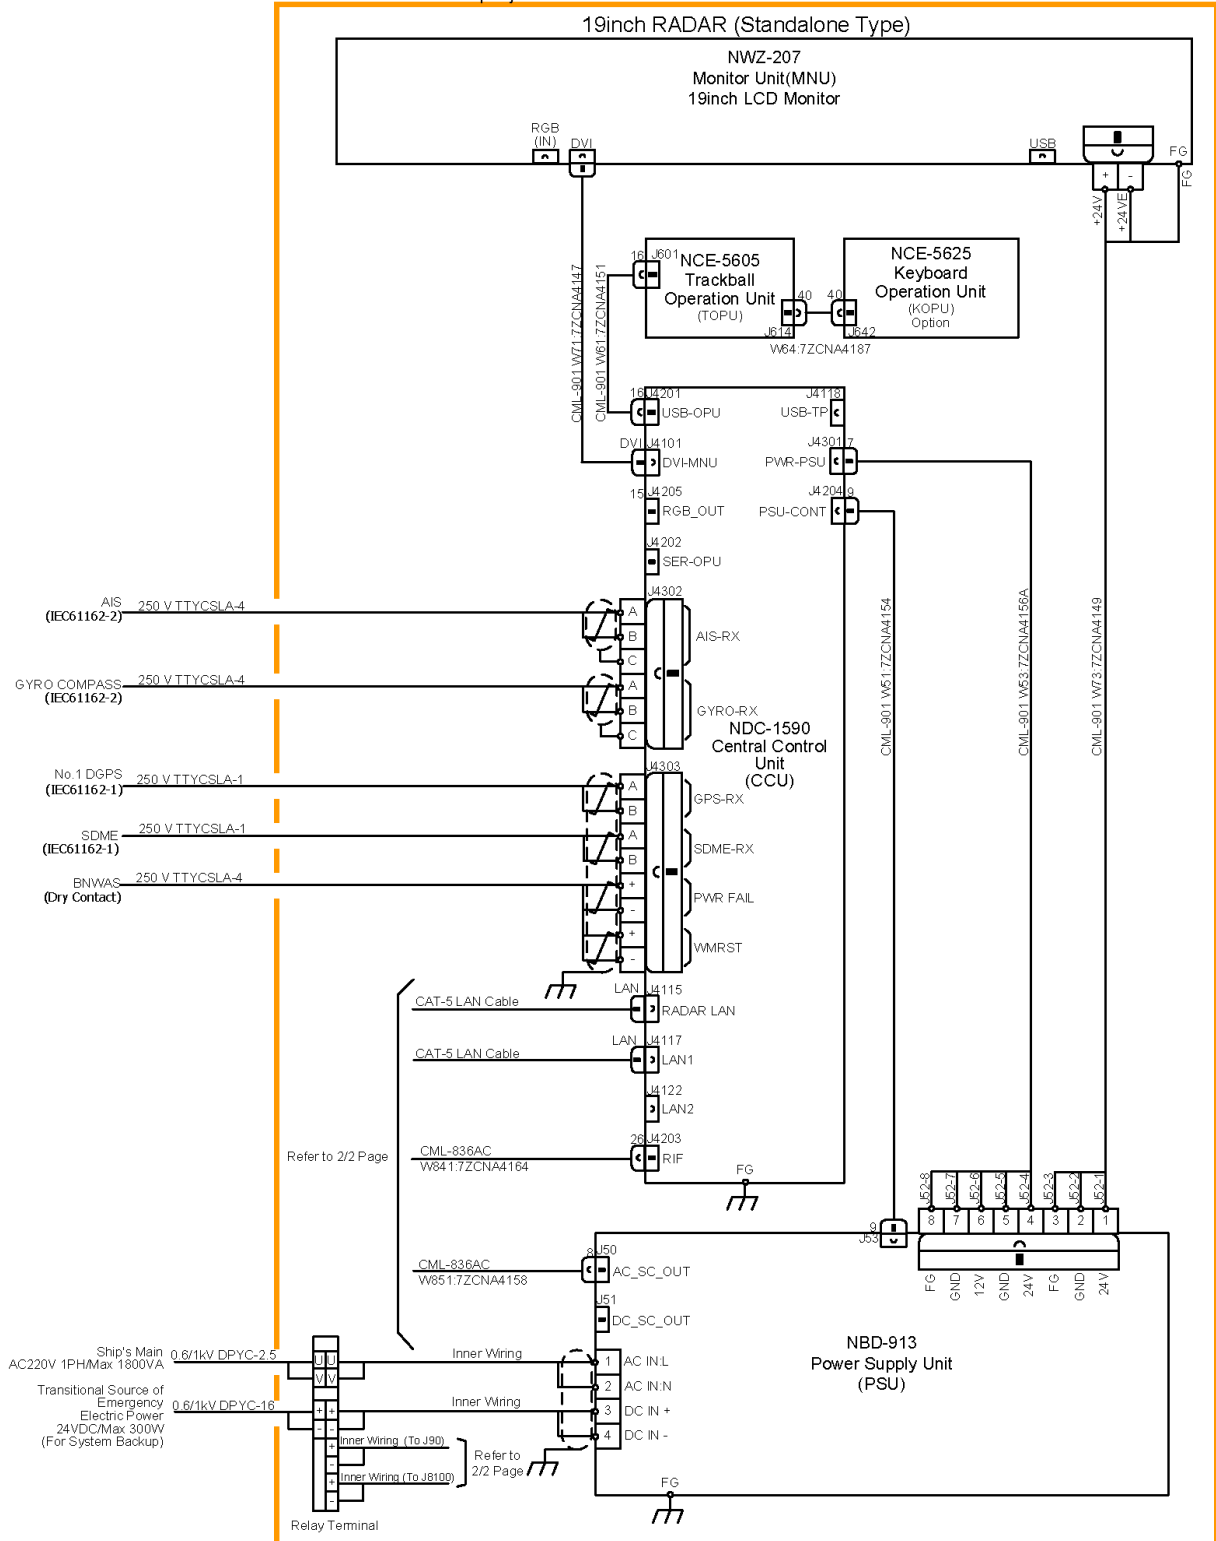 19inch RADAR (Standalone Type)
NWZ-207
Monitor Unit(MNU)
19inch LCD Monitor
RGB
(IN)
DVI
USB
FG
FG
+ -
+24V
+24VE
CML-901 W71:7ZCNA4147
CML-901 W61:7ZCNA4151
16 J601
NCE-5605
Trackball
Operation Unit
(TOPU)
40
J614
NCE-5625
Keyboard
Operation Unit
(KOPU)
Option
40
J642
W64:7ZCNA4187
16 J4201
USB-OPU
J4118
USB-TP
DVI J4101
DVI-MNU
J4301 7
PWR-PSU
15 J4205
RGB_OUT
J4204 9
PSU-CONT
J4202
SER-OPU
AIS
(IEC61162-2)
250 V TTYCSLA-4
J4302
A
B
C
AIS-RX
GYRO COMPASS
(IEC61162-2)
250 V TTYCSLA-4
A
B
C
GYRO-RX
NDC-1590
Central Control
Unit
(CCU)
CML-901 W51:7ZCNA4154
CML-901 W53:7ZCNA4156A
CML-901 W73:7ZCNA4149
No.1 DGPS
(IEC61162-1)
250 V TTYCSLA-1
J4303
A
B
GPS-RX
SDME
(IEC61162-1)
250 V TTYCSLA-1
A
B
SDME-RX
BNWAS
(Dry Contact)
250 V TTYCSLA-4
+
-
PWR FAIL
+
-
WMRST
LAN J4115
CAT-5 LAN Cable
RADAR LAN
LAN J4117
CAT-5 LAN Cable
LAN1
J4122
LAN2
Refer to 2/2 Page
26 J4203
CML-836AC
W841:7ZCNA4164
RIF
FG
J52-8 J52-7 J52-6 J52-5 J52-4 J52-3 J52-2 J52-1
8 7 6 5 4 3 2 1
FG GND 12V GND 24V FG GND 24V
9
J53
8 J50
CML-836AC
W851:7ZCNA4158
AC_SC_OUT
J51
DC_SC_OUT
NBD-913
Power Supply Unit
(PSU)
Ship's Main
AC220V 1PH/Max 1800VA
0.6/1kV DPYC-2.5
U U
V V
Inner Wiring
1 AC IN:L
2 AC IN:N
Transitional Source of
Emergency
Electric Power
24VDC/Max 300W
(For System Backup)
0.6/1kV DPYC-16
+ +
- -
Inner Wiring
3 DC IN +
4 DC IN -
+
-
Inner Wiring (To J90)
+
-
Inner Wiring (To J8100)
Refer to
2/2 Page
FG
Relay Terminal